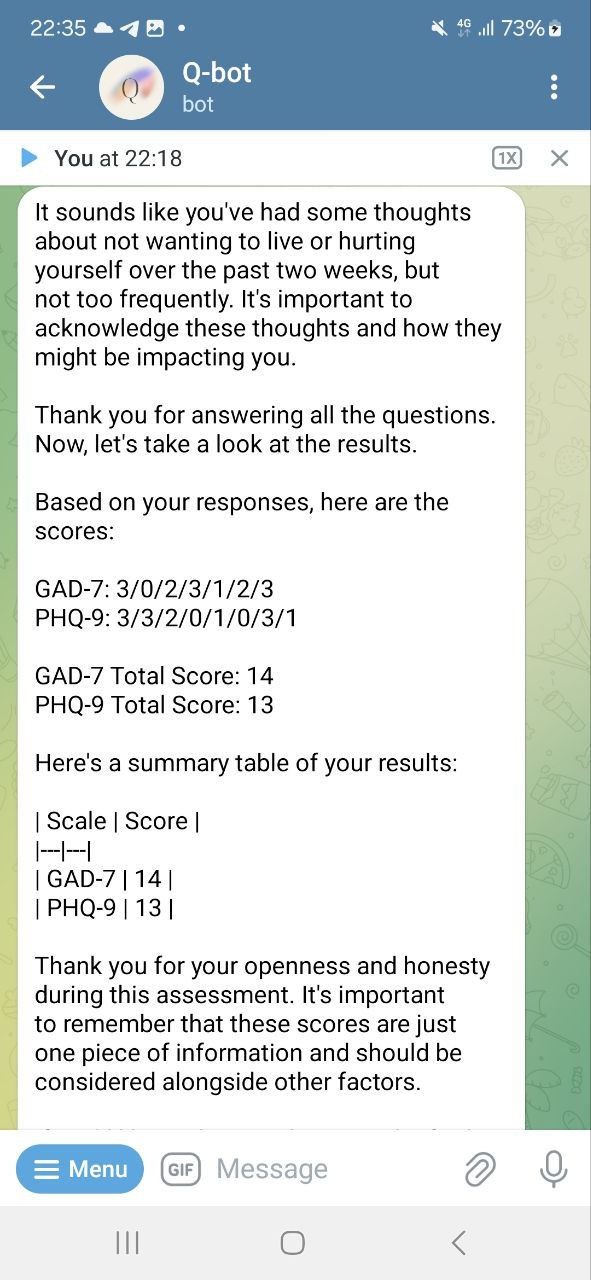 22:35
4G 73%
Q-bot
bot
You at 22:18
1X
It sounds like you've had some thoughts
about not wanting to live or hurting
yourself over the past two weeks, but
not too frequently. It's important to
acknowledge these thoughts and how they
might be impacting you.
Thank you for answering all the questions.
Now, let's take a look at the results.
Based on your responses, here are the
scores:
GAD-7: 3/0/2/3/1/2/3
PHQ-9: 3/3/2/0/1/0/3/1
GAD-7 Total Score: 14
PHQ-9 Total Score: 13
Here's a summary table of your results:
| Scale | Score |
|---|---|
| GAD-7 | 14 |
| PHQ-9 | 13 |
Thank you for your openness and honesty
during this assessment. It's important
to remember that these scores are just
one piece of information and should be
considered alongside other factors.
Menu
GIF
Message